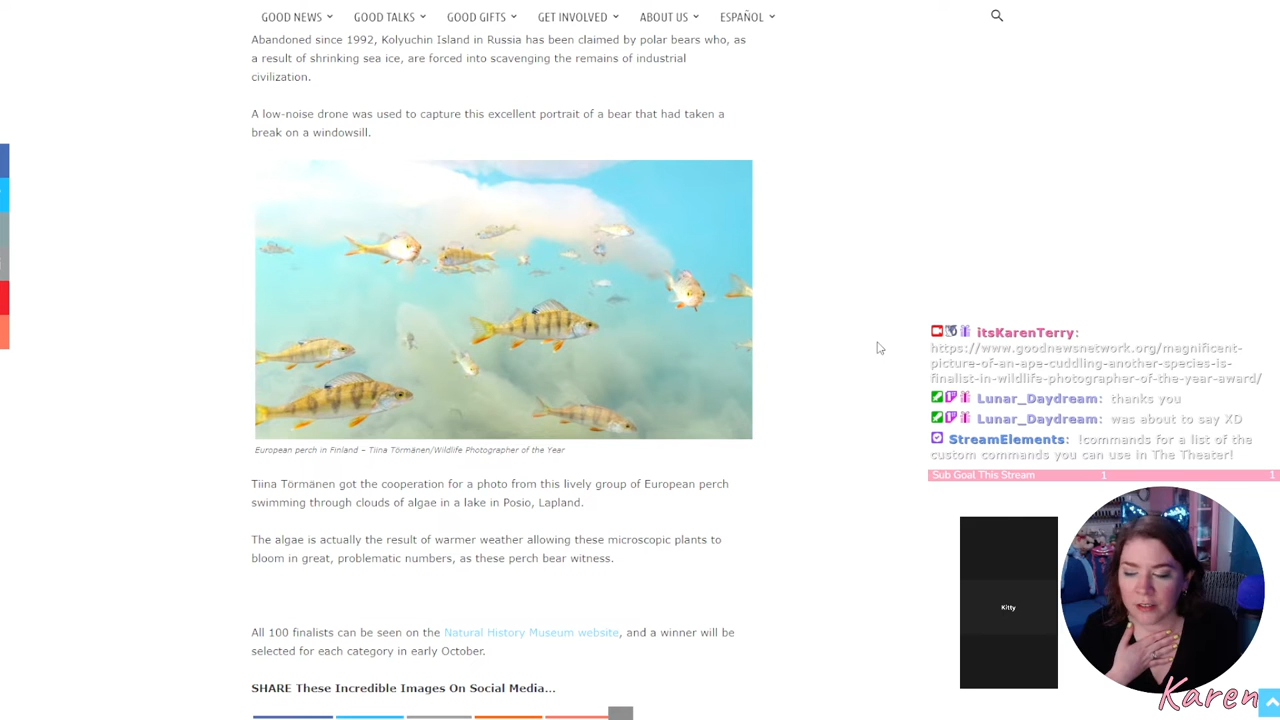 GOOD NEWS GOOD TALKS GOOD GIFTS GET INVOLVED ABOUT US ESPAÑOL
Abandoned since 1992, Kolyuchin Island in Russia has been claimed by polar bears who, as
a result of shrinking sea ice, are forced into scavenging the remains of industrial
civilization.
A low-noise drone was used to capture this excellent portrait of a bear that had taken a
break on a windowsill.
European perch in Finland – Tiina Törmänen/Wildlife Photographer of the Year
Tiina Törmänen got the cooperation for a photo from this lively group of European perch
swimming through clouds of algae in a lake in Posio, Lapland.
The algae is actually the result of warmer weather allowing these microscopic plants to
bloom in great, problematic numbers, as these perch bear witness.
All 100 finalists can be seen on the Natural History Museum website, and a winner will be
selected for each category in early October.
SHARE These Incredible Images On Social Media...
itsKarenTerry:
https://www.goodnewsnetwork.org/magnificent-
picture-of-an-ape-cuddling-another-species-is-
finalist-in-wildlife-photographer-of-the-year-award/
Lunar_Daydream: thanks you
Lunar_Daydream: was about to say XD
StreamElements: !commands for a list of the
custom commands you can use in The Theater!
Sub Goal This Stream 1 1
Kitty
Karen